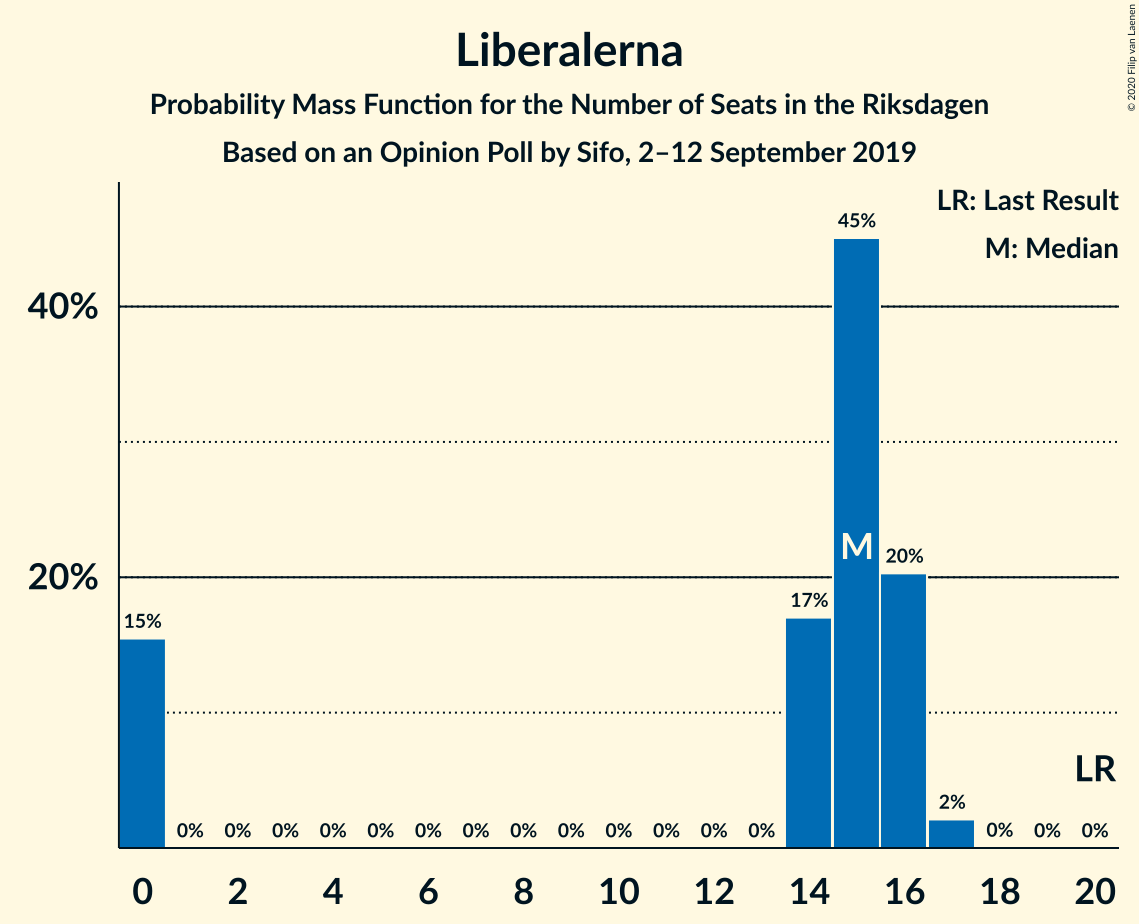 Liberalerna
Probability Mass Function for the Number of Seats in the Riksdagen
Based on an Opinion Poll by Sifo, 2–12 September 2019
© 2020 Filip van Laenen
LR: Last Result
M: Median
40%
20%
15%
0%
0%
0%
0%
0%
0%
0%
0%
0%
0%
0%
0%
0%
17%
45%
M
20%
2%
0%
0%
0%
LR
0 2 4 6 8 10 12 14 16 18 20